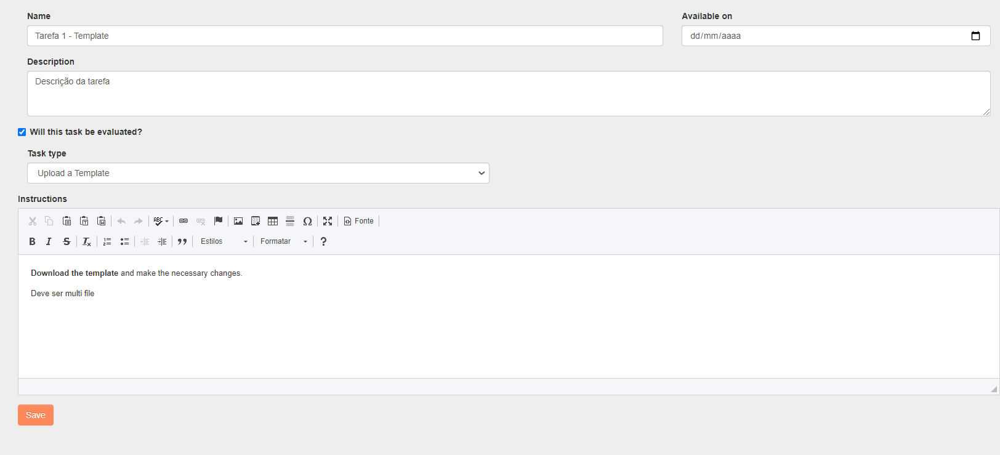 Name
Available on
Tarefa 1 - Template
dd/mm/aaaa
Description
Descrição da tarefa
Will this task be evaluated?
Task type
Upload a Template
Instructions
ABC
Fonte
B I S Tx
Estilos
Formatar
?
Download the template and make the necessary changes.
Deve ser multi file
Save